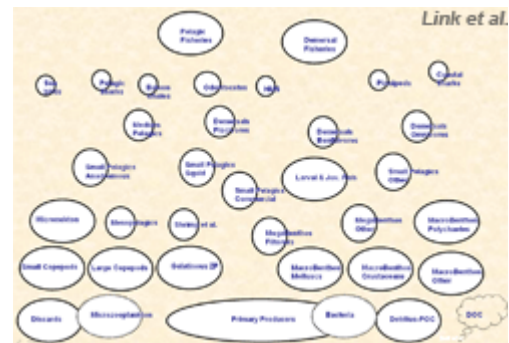 Link et al.
Pelagic
Fisheries
Demersal
Fisheries
Sea
Birds
Pelagic
Sharks
Baleen
Whales
Odontocetes
HMS
Pinnipeds
Coastal
Sharks
Medium
Pelagics
Demersals
Piscivores
Demersals
Benthivores
Demersals
Omnivores
Small Pelagics
Anadromous
Small Pelagics
Squid
Larval & Juv. Fish
Small Pelagics
Other
Small Pelagics
Commercial
Micronekton
Mesopelagics
Shrimp et al.
MegaBenthos
Filterers
MegaBenthos
Other
MacroBenthos
Polychaetes
Small Copepods
Large Copepods
Gelatinous ZP
MacroBenthos
Molluscs
MacroBenthos
Crustaceans
MacroBenthos
Other
Discards
Microzooplankton
Primary Producers
Bacteria
Detritus-POC
DOC